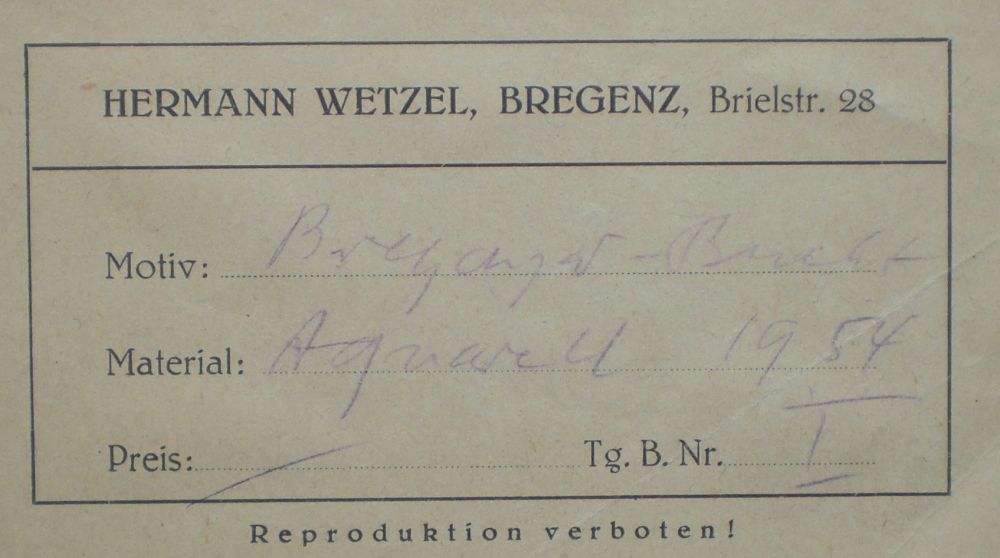 HERMANN WETZEL, BREGENZ, Brielstr. 28
Motiv: Bregenzer-Bucht
Material: Aquarell 1954
Preis: Tg. B. Nr. I
Reproduktion verboten!